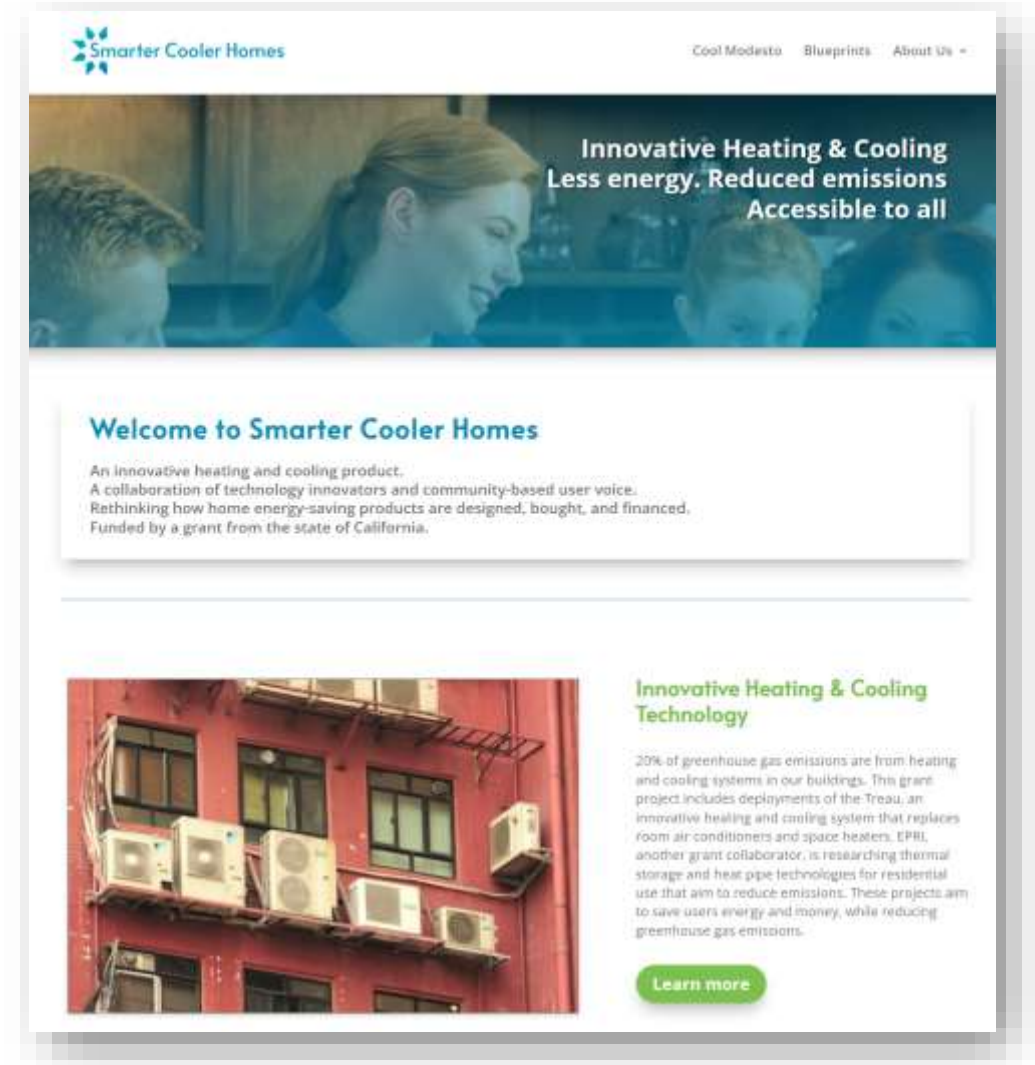 Smarter Cooler Homes
Cool Modesto Blueprints About Us
Innovative Heating & Cooling
Less energy. Reduced emissions
Accessible to all
Welcome to Smarter Cooler Homes
An innovative heating and cooling product.
A collaboration of technology innovators and community-based user voice.
Rethinking how home energy-saving products are designed, bought, and financed.
Funded by a grant from the state of California.
Innovative Heating & Cooling
Technology
20% of greenhouse gas emissions are from heating
and cooling systems in our buildings. This grant
project includes deployments of the Treau, an
innovative heating and cooling system that replaces
room air conditioners and space heaters. EPRI,
another grant collaborator, is researching thermal
storage and heat pipe technologies for residential
use that aim to reduce emissions. These projects aim
to save users energy and money, while reducing
greenhouse gas emissions.
Learn more